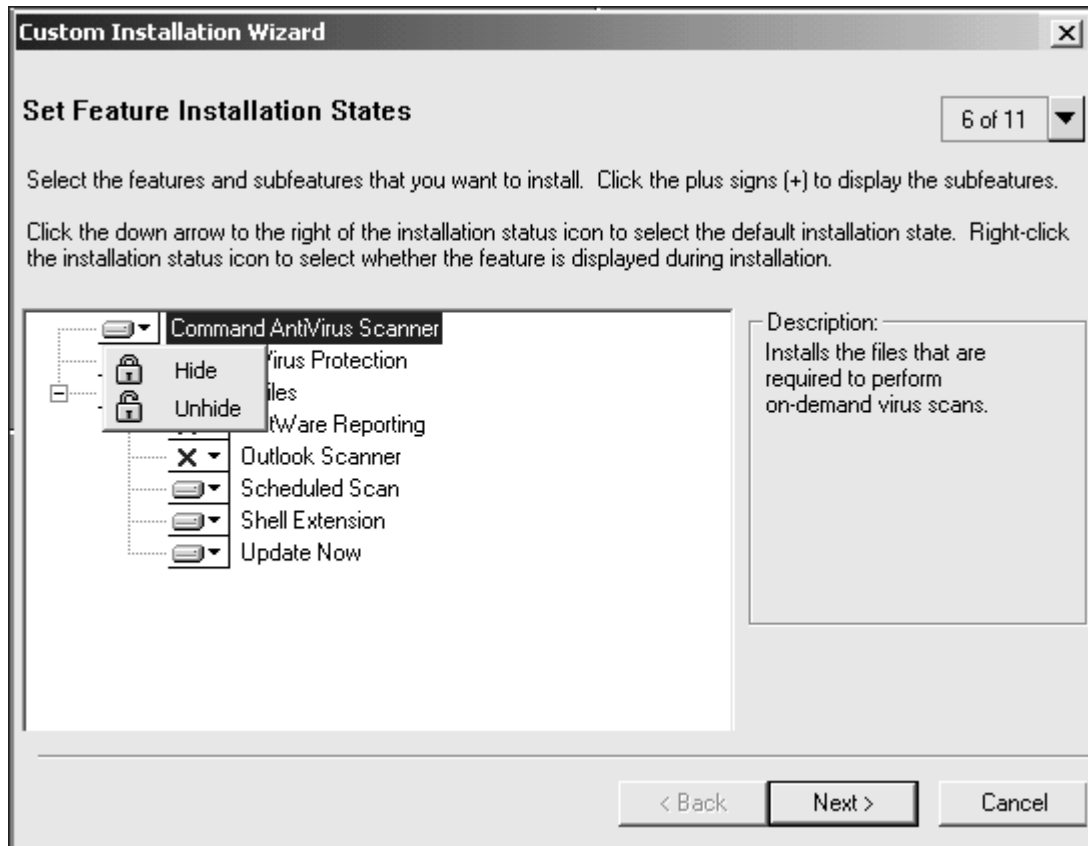 Custom Installation Wizard
Set Feature Installation States
6 of 11
Select the features and subfeatures that you want to install. Click the plus signs (+) to display the subfeatures.
Click the down arrow to the right of the installation status icon to select the default installation state. Right-click
the installation status icon to select whether the feature is displayed during installation.
Command AntiVirus Scanner
Virus Protection
Hide
Unhide
Reporting
Outlook Scanner
Scheduled Scan
Shell Extension
Update Now
Description:
Installs the files that are
required to perform
on-demand virus scans.
< Back
Next >
Cancel